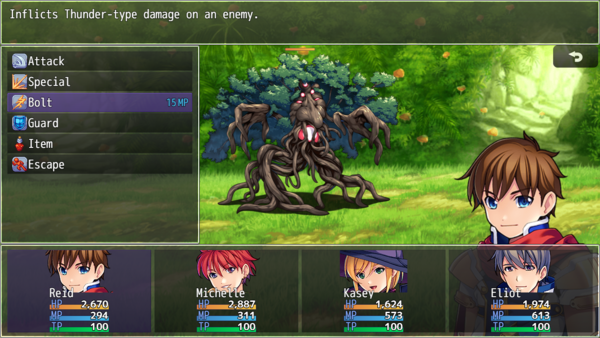 Inflicts Thunder-type damage on an enemy.
Attack
Special
Bolt 15 MP
Guard
Item
Escape
Reid Michelle Kasey Eliot
HP 2,670 HP 2,887 HP 1,624 HP 1,974
MP 294 MP 311 MP 573 MP 613
TP 100 TP 100 TP 100 TP 100